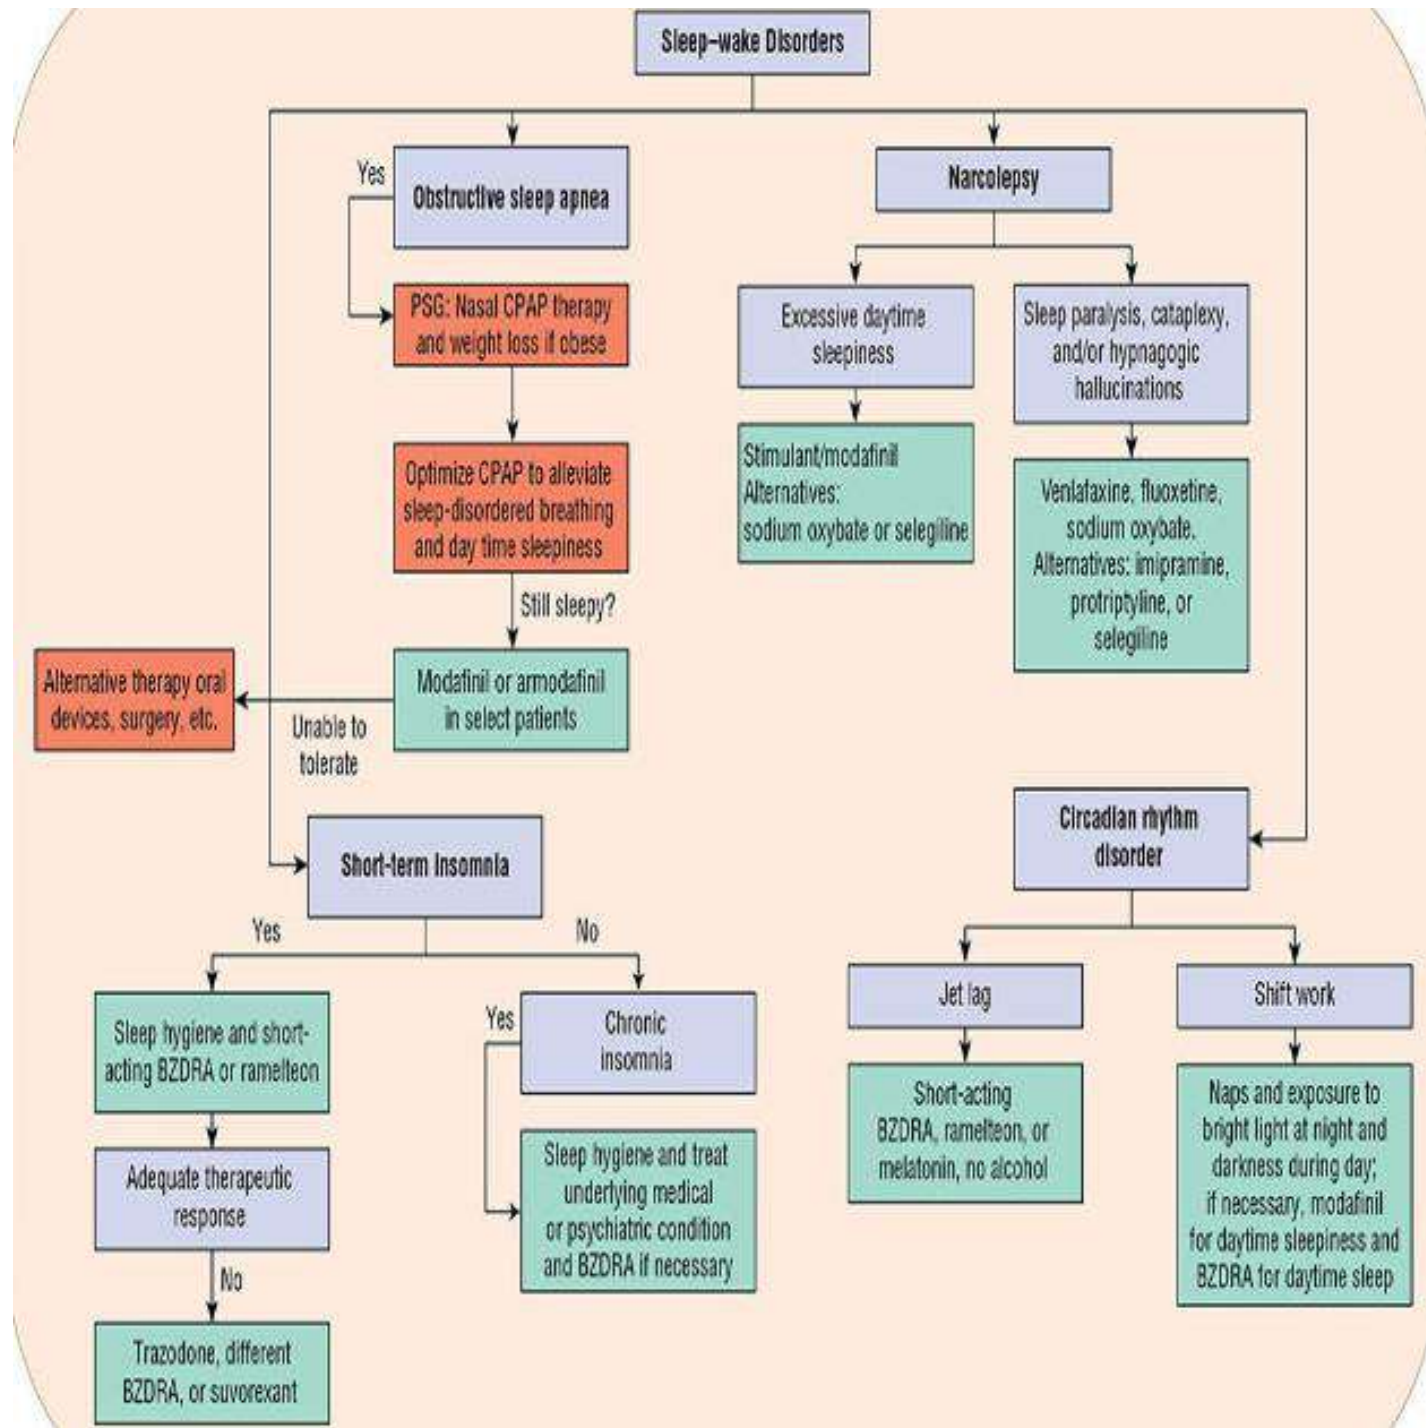 Sleep–wake Disorders
Yes
Obstructive sleep apnea
PSG: Nasal CPAP therapy
and weight loss if obese
Optimize CPAP to alleviate
sleep-disordered breathing
and day time sleepiness
Still sleepy?
Modafinil or armodafinil
in select patients
Unable to
tolerate
Alternative therapy oral
devices, surgery, etc.
Narcolepsy
Excessive daytime
sleepiness
Stimulant/modafinil
Alternatives:
sodium oxybate or selegiline
Sleep paralysis, cataplexy,
and/or hypnagogic
hallucinations
Venlafaxine, fluoxetine,
sodium oxybate.
Alternatives: imipramine,
protriptyline, or
selegiline
Short-term insomnia
Yes
Sleep hygiene and short-
acting BZDRA or ramelteon
Adequate therapeutic
response
No
Trazodone, different
BZDRA, or suvorexant
No
Chronic
insomnia
Yes
Sleep hygiene and treat
underlying medical
or psychiatric condition
and BZDRA if necessary
Circadian rhythm
disorder
Jet lag
Short-acting
BZDRA, ramelteon, or
melatonin, no alcohol
Shift work
Naps and exposure to
bright light at night and
darkness during day;
if necessary, modafinil
for daytime sleepiness and
BZDRA for daytime sleep